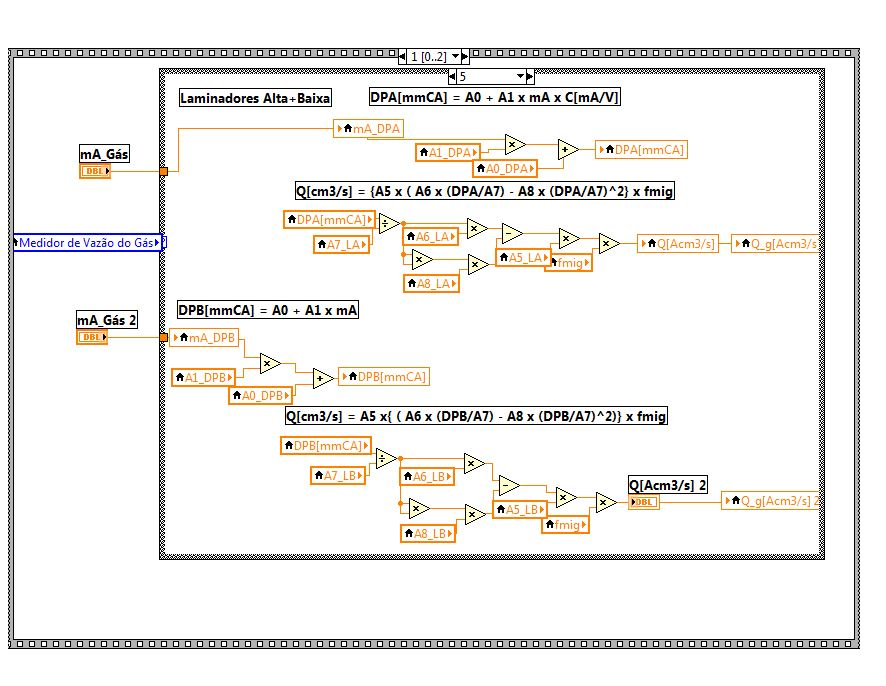 1 [0..2]
5
Laminadores Alta+Baixa
DPA[mmCA] = A0 + A1 x mA x C[mA/V]
mA_DPA
mA_Gás
DBL
A1_DPA
DPA[mmCA]
A0_DPA
Q[cm3/s] = {A5 x ( A6 x (DPA/A7) - A8 x (DPA/A7)^2} x fmig
DPA[mmCA]
A7_LA
A6_LA
Medidor de Vazão do Gás
Q[Acm3/s]
Q_g[Acm3/s
A5_LA
fmig
A8_LA
DPB[mmCA] = A0 + A1 x mA
mA_Gás 2
DBL
mA_DPB
A1_DPB
DPB[mmCA]
A0_DPB
Q[cm3/s] = A5 x{ ( A6 x (DPB/A7) - A8 x (DPB/A7)^2)} x fmig
DPB[mmCA]
A7_LB
A6_LB
Q[Acm3/s] 2
DBL
Q_g[Acm3/s] 2
A5_LB
fmig
A8_LB